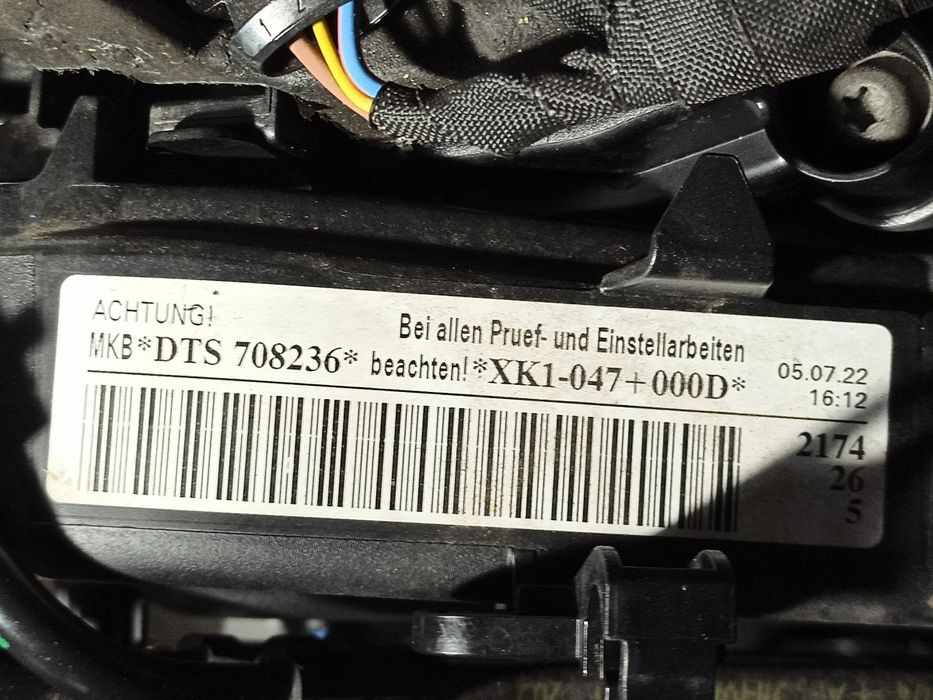 ACHTUNG!
Bei allen Pruef- und Einstellarbeiten
MKB*DTS 708236* beachten!*XK1-047+000D*
05.07.22
16:12
2174
26
5